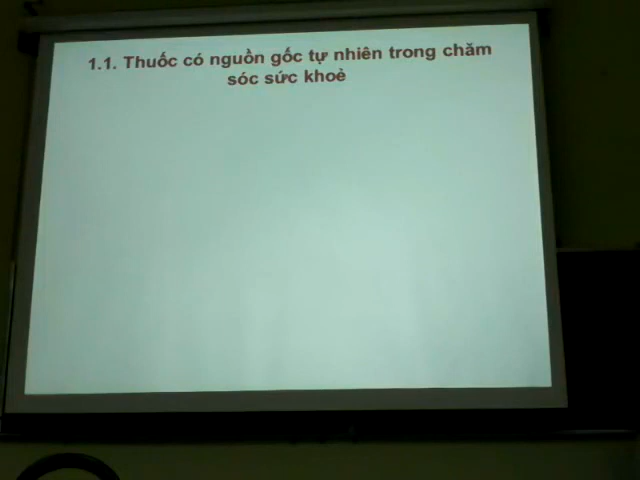 1.1. Thuốc có nguồn gốc tự nhiên trong chăm
sóc sức khoẻ